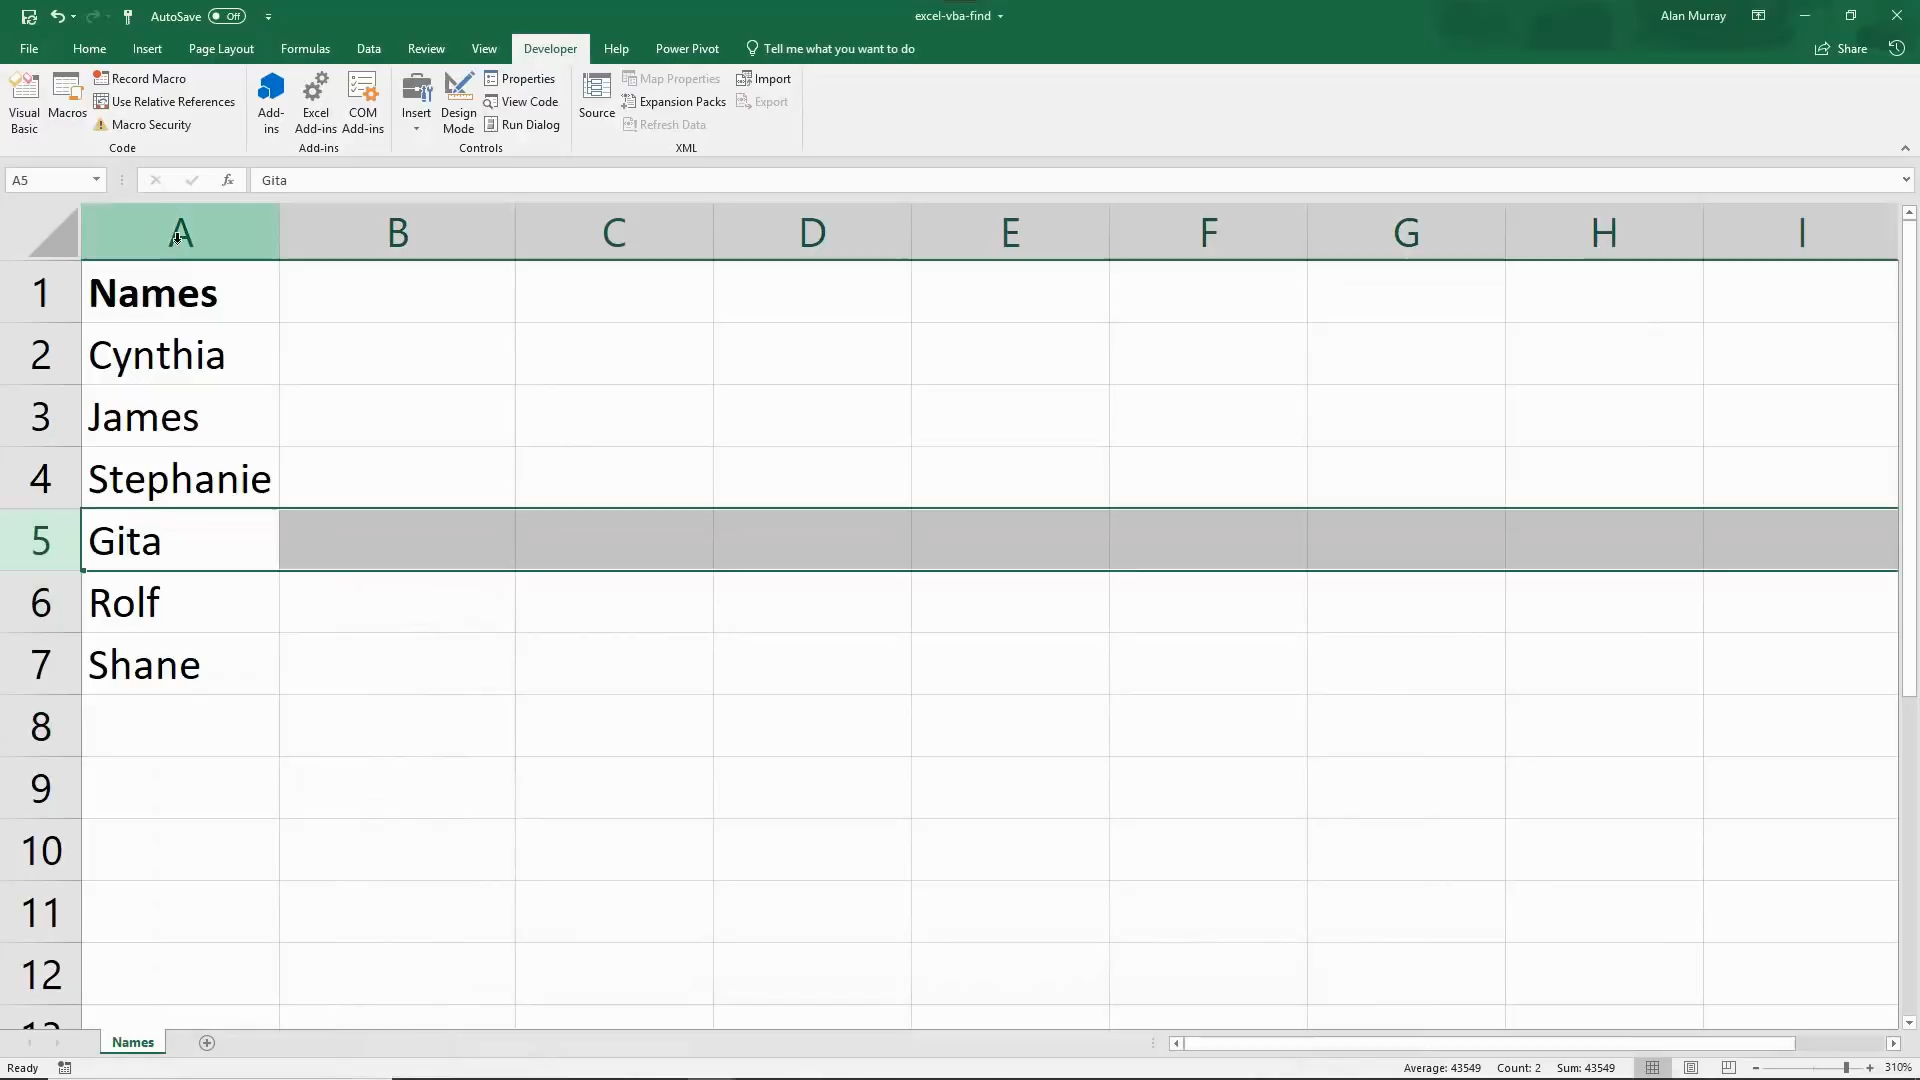 AutoSave Off
excel-vba-find
Alan Murray
File Home Insert Page Layout Formulas Data Review View Developer Help Power Pivot Tell me what you want to do Share
Visual Basic
Macros
Record Macro
Use Relative References
Macro Security
Code
Add-ins
Excel Add-ins
COM Add-ins
Add-ins
Insert
Design Mode
Properties
View Code
Run Dialog
Controls
Source
Map Properties
Expansion Packs
Refresh Data
Import
Export
XML
A5 fx Gita
A B C D E F G H I
1 Names
2 Cynthia
3 James
4 Stephanie
5 Gita
6 Rolf
7 Shane
8
9
10
11
12
13
Names
Ready Average: 43549 Count: 2 Sum: 43549 310%